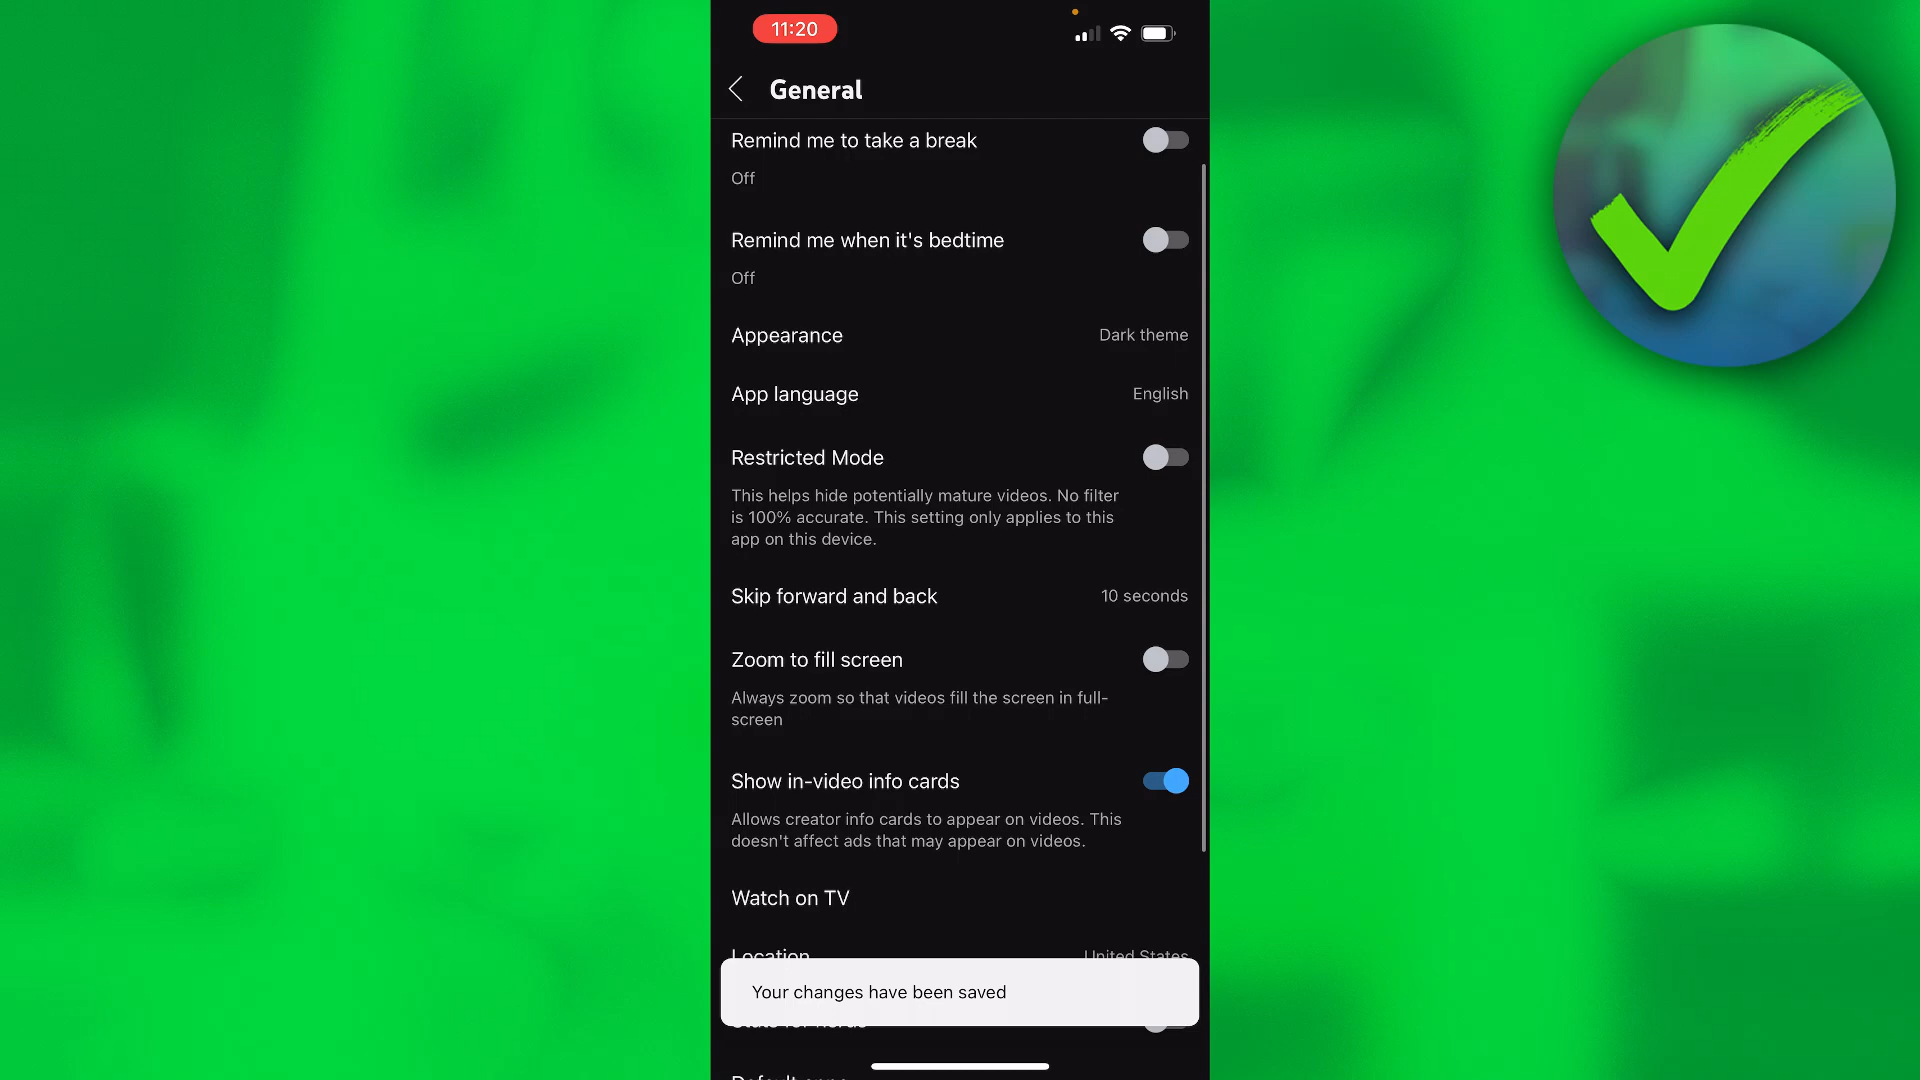 11:20
General
Remind me to take a break
Off
Remind me when it's bedtime
Off
Appearance
Dark theme
App language
English
Restricted Mode
This helps hide potentially mature videos. No filter
is 100% accurate. This setting only applies to this
app on this device.
Skip forward and back
10 seconds
Zoom to fill screen
Always zoom so that videos fill the screen in full-
screen
Show in-video info cards
Allows creator info cards to appear on videos. This
doesn't affect ads that may appear on videos.
Watch on TV
Location
United States
Your changes have been saved